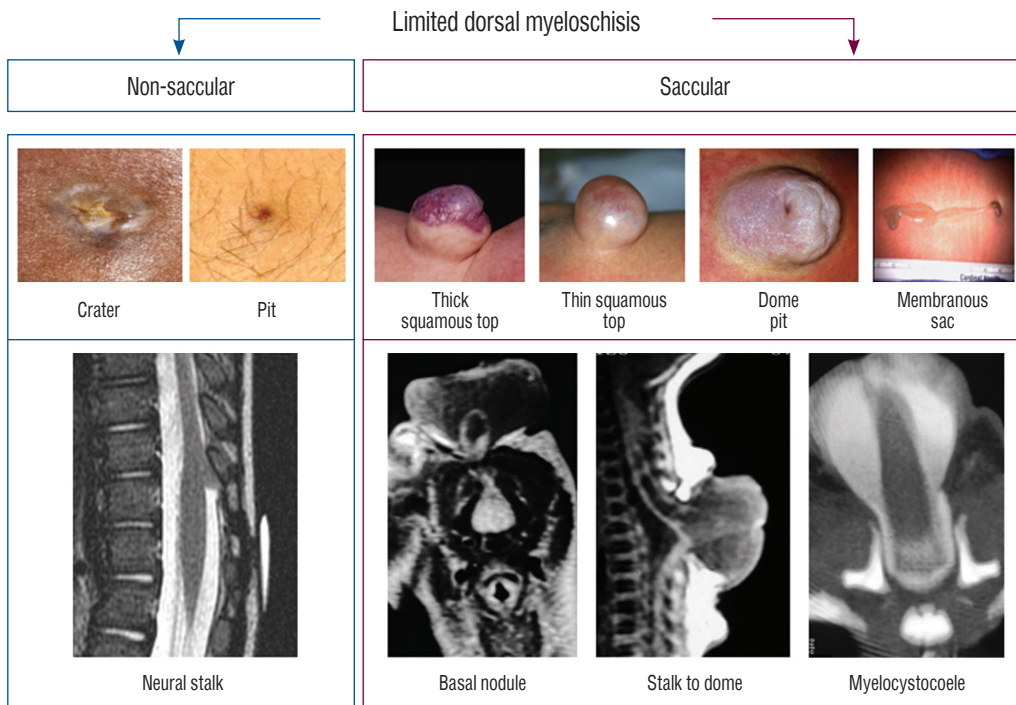 Limited dorsal myeloschisis
Non-saccular
Saccular
Crater
Pit
Thick
squamous top
Thin squamous
top
Dome
pit
Membranous
sac
Neural stalk
Basal nodule
Stalk to dome
Myelocystocoele